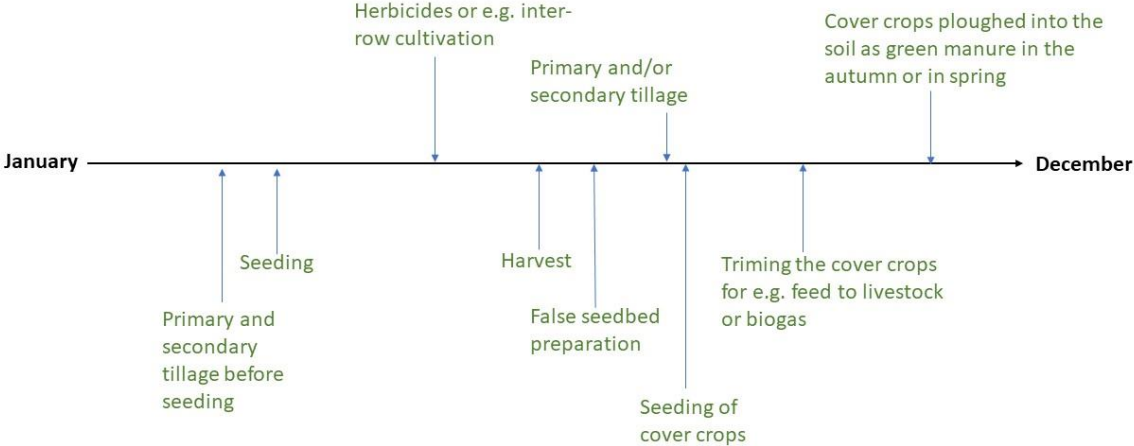 Herbicides or e.g. inter-
row cultivation
Cover crops ploughed into the
soil as green manure in the
autumn or in spring
Primary and/or
secondary tillage
January
December
Seeding
Harvest
Triming the cover crops
for e.g. feed to livestock
or biogas
Primary and
secondary
tillage before
seeding
False seedbed
preparation
Seeding of
cover crops